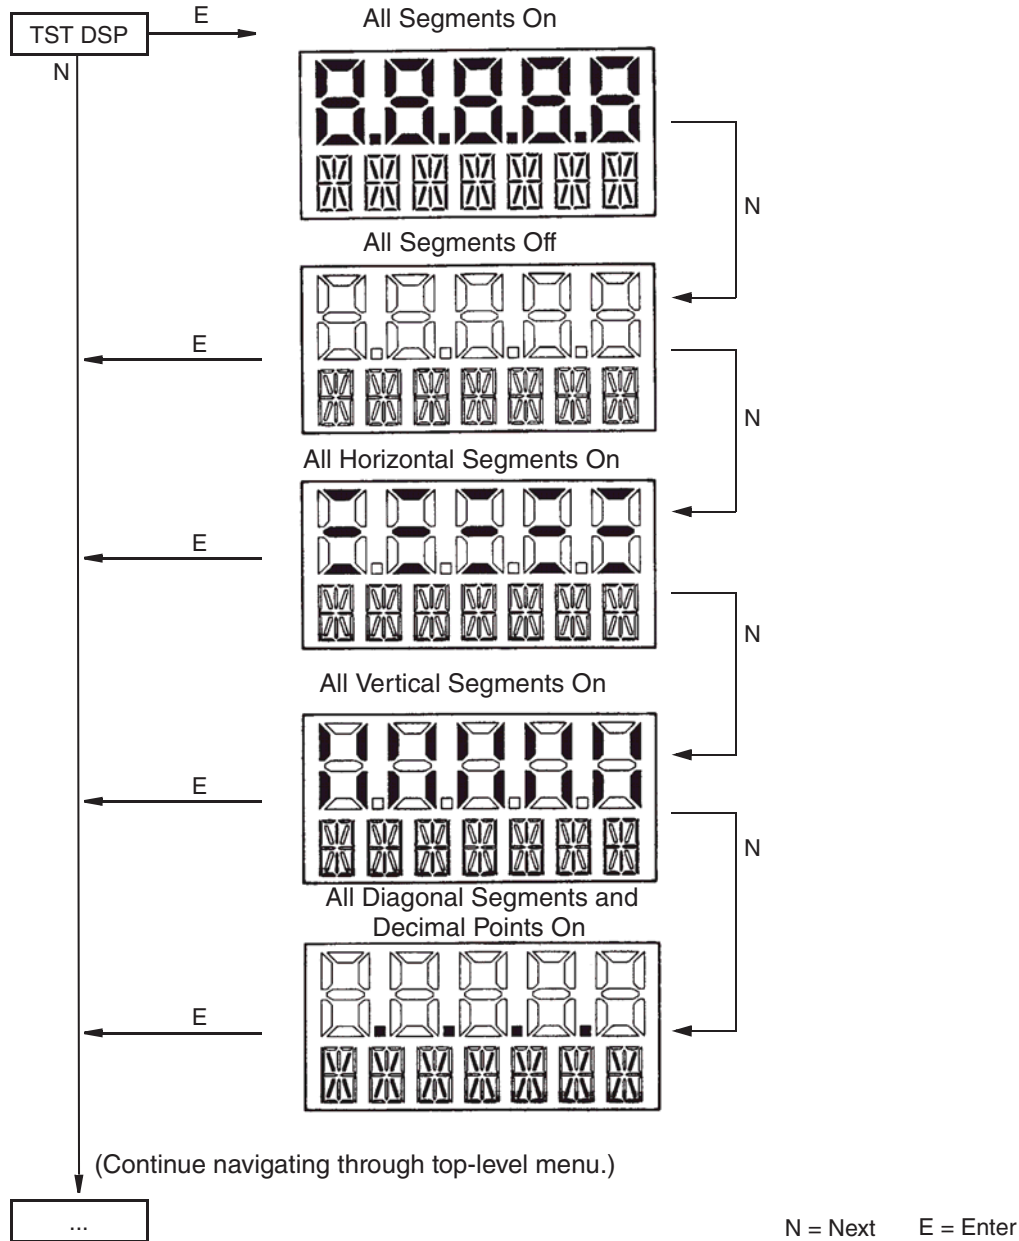 TST DSP
E
All Segments On
N
N
All Segments Off
E
N
All Horizontal Segments On
E
N
All Vertical Segments On
E
N
All Diagonal Segments and
Decimal Points On
E
(Continue navigating through top-level menu.)
...
N = Next E = Enter